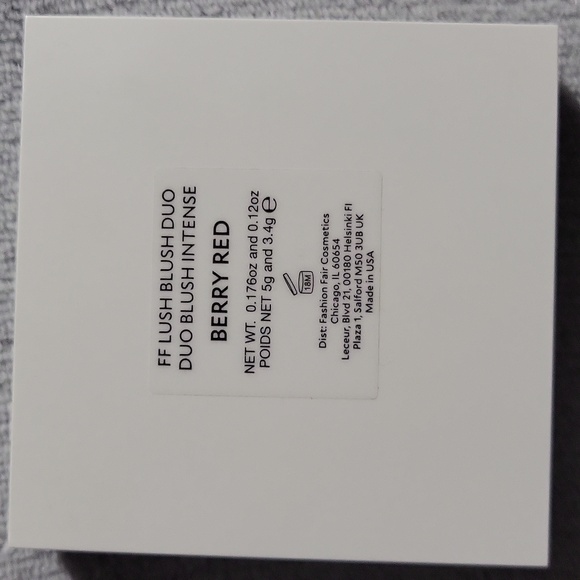 FF LUSH BLUSH DUO
DUO BLUSH INTENSE
BERRY RED
NET WT. 0.176oz and 0.12oz
POIDS NET 5g and 3.4g ℮
18M
Dist: Fashion Fair Cosmetics
Chicago, IL 60654
Leceur, Blvd 21, 00180 Helsinki FI
Plaza 1, Salford M50 3UB UK
Made in USA